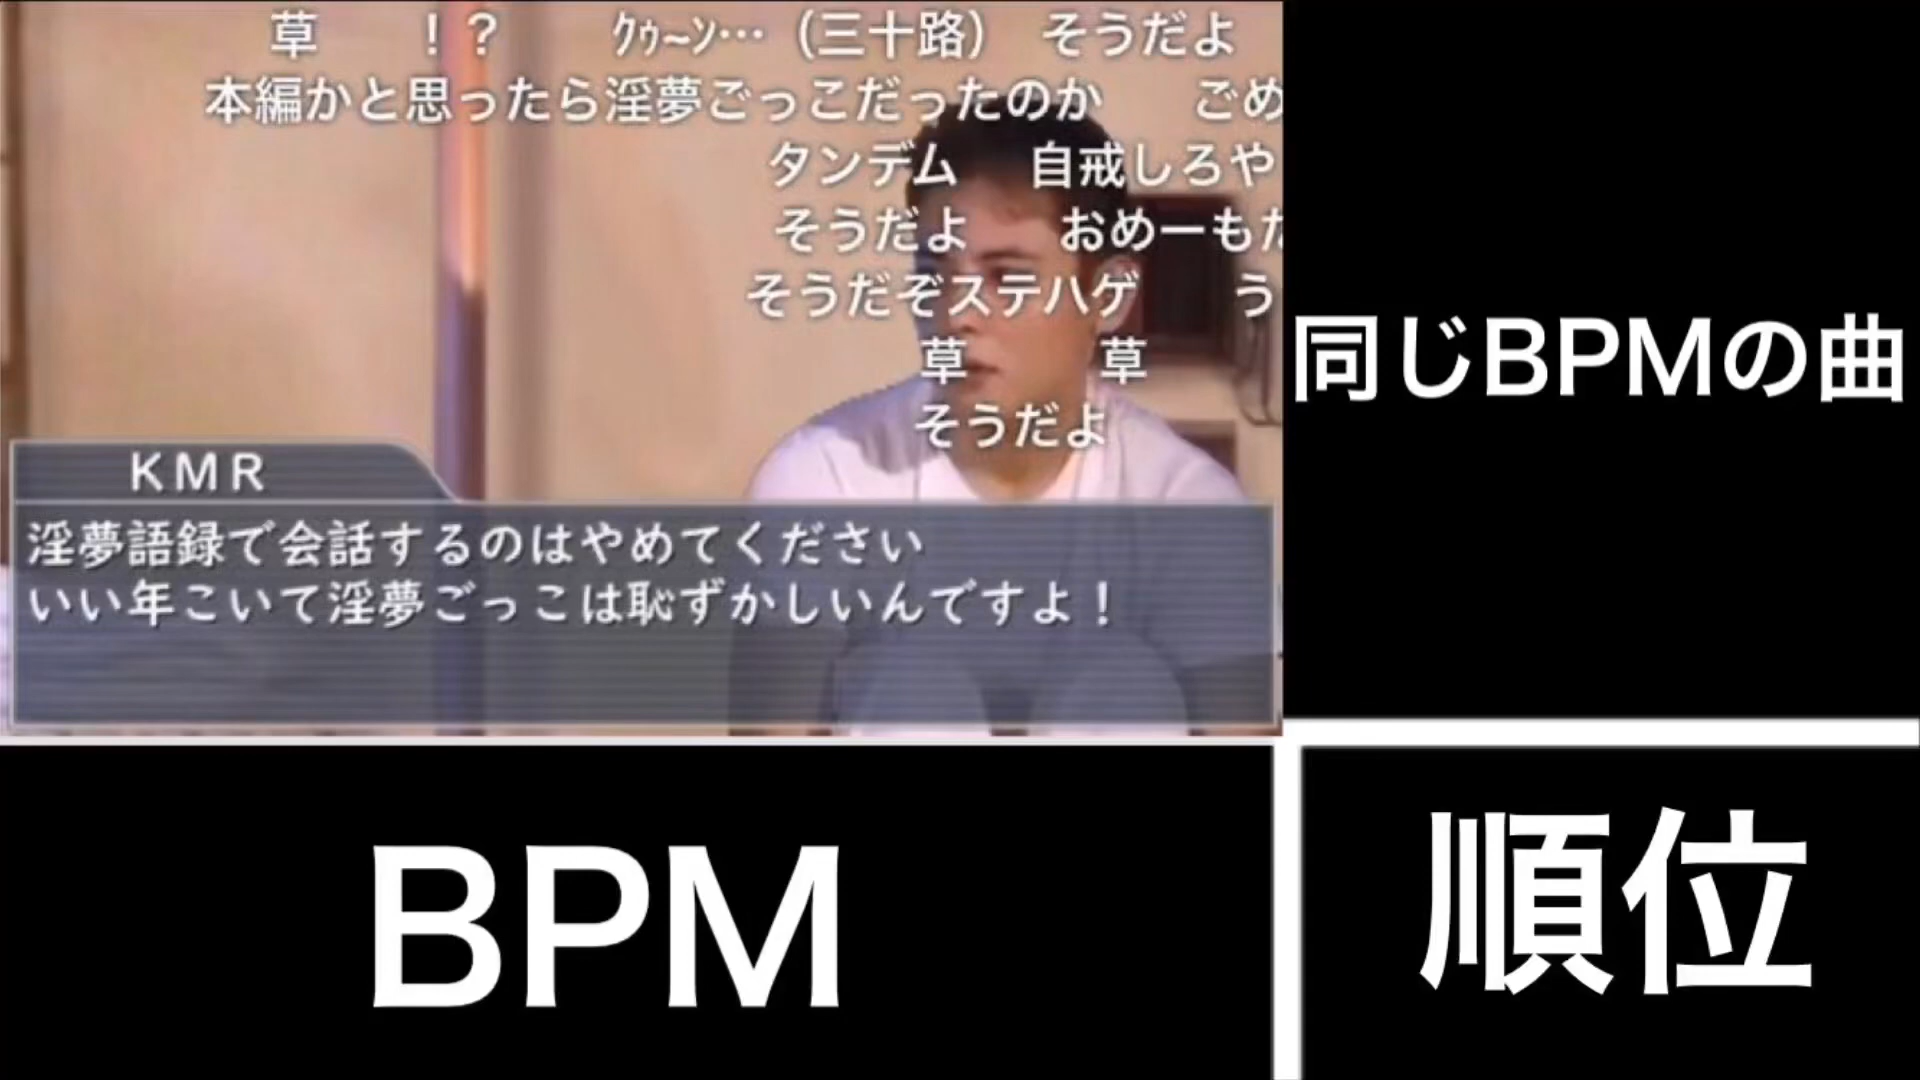 草 ！？ ｸｩ～ｿ…（三十路） そうだよ
本編かと思ったら淫夢ごっこだったのか ごめ
タンデム 自戒しろや
そうだよ おめーもだ
そうだぞステハゲ う
草 草
そうだよ
KMR
淫夢語録で会話するのはやめてください
いい年こいて淫夢ごっこは恥ずかしいんですよ！
同じBPMの曲
BPM
順位